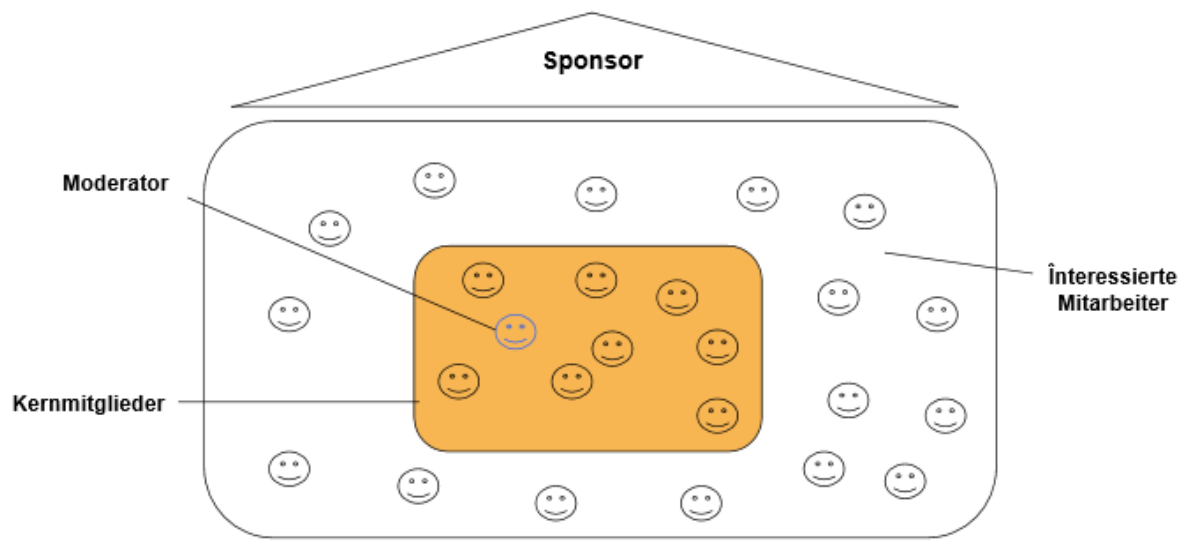 Sponsor
Moderator
Înteressierte
Mitarbeiter
Kernmitglieder